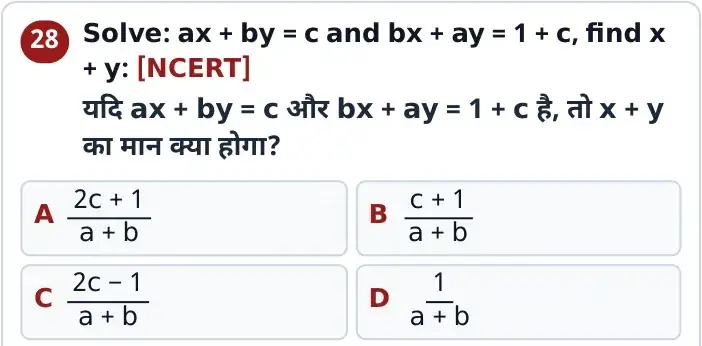 28 Solve: ax + by = c and bx + ay = 1 + c, find x
+ y: [NCERT]
यदि ax + by = c और bx + ay = 1 + c है, तो x + y
का मान क्या होगा?
A (2c + 1)/(a + b)
B (c + 1)/(a + b)
C (2c − 1)/(a + b)
D 1/(a + b)